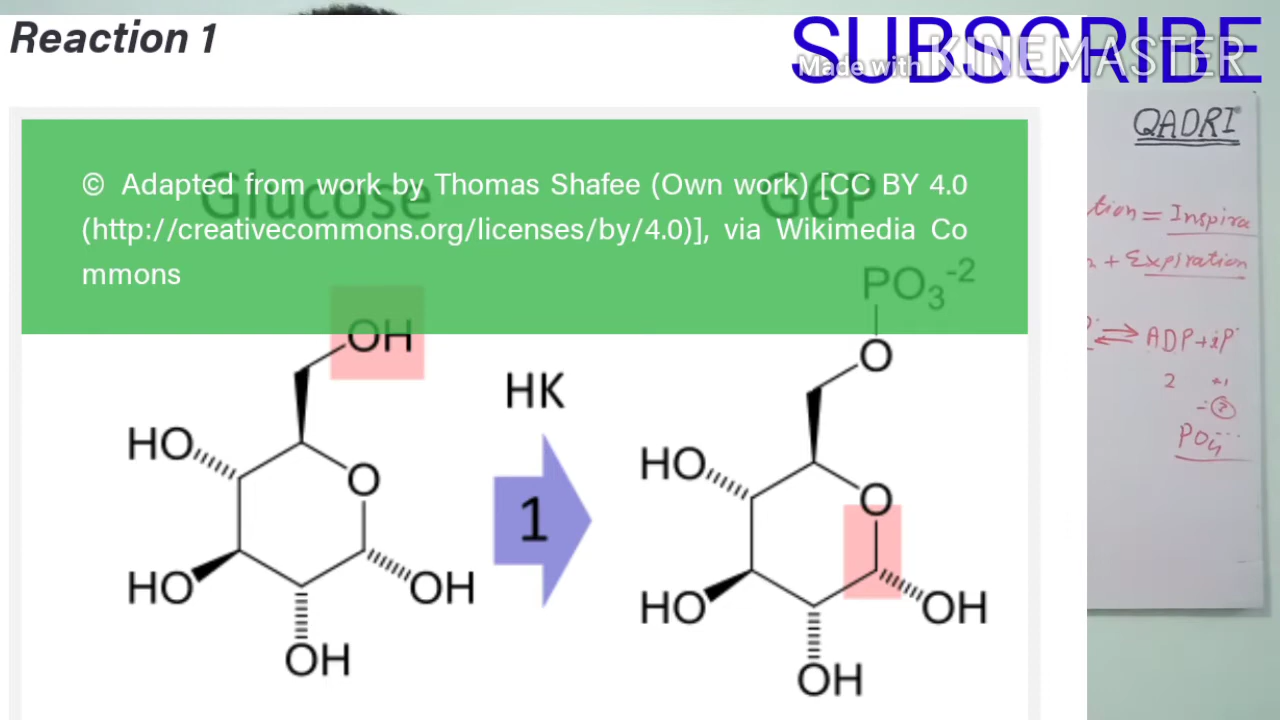 Reaction 1
SUBSCRIBE
Made with KINEMASTER
Glucose
G6P
© Adapted from work by Thomas Shafee (Own work) [CC BY 4.0
(http://creativecommons.org/licenses/by/4.0)], via Wikimedia Co
mmons
PO3-2
OH
O
HK
HO
O
HO
O
1
HO
OH
HO
OH
OH
OH
QADRI
tion = Inspira
+ Expiration
⇌ ADP + iP
2
PO4